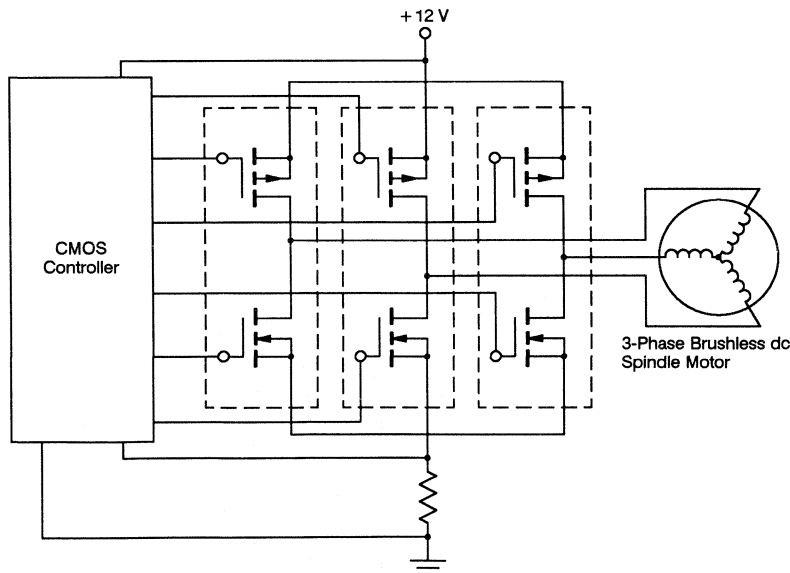 +12 V
CMOS
Controller
3-Phase Brushless dc
Spindle Motor